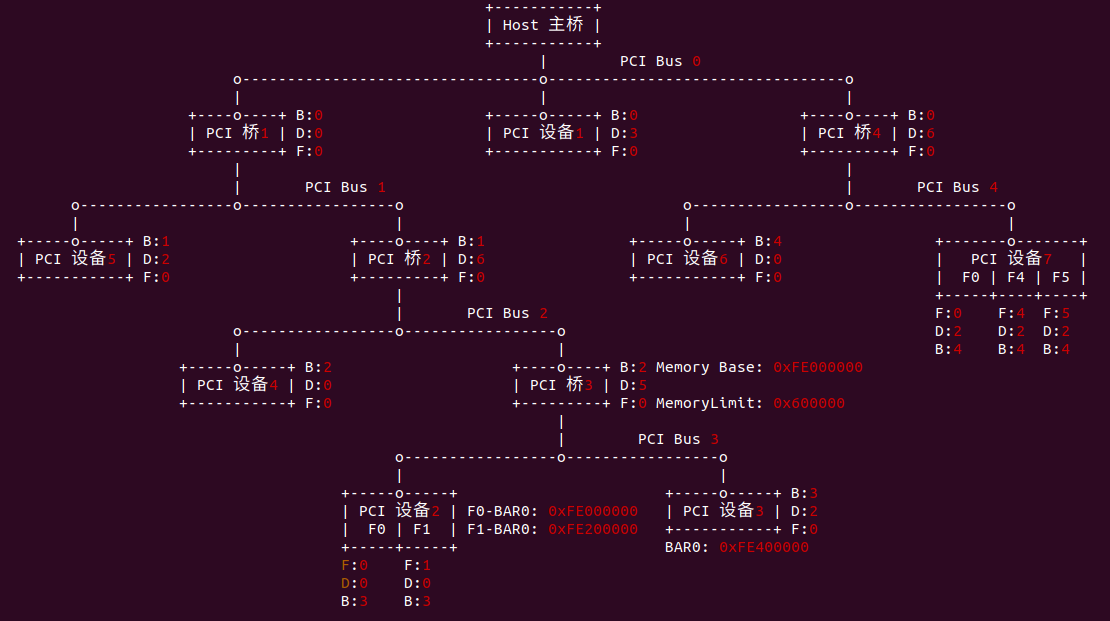 +-----------+
| Host 主桥 |
+-----------+
| PCI Bus 0
o---------------------------------o---------------------------------o
| | |
+----o----+ B:0 +-----o-----+ B:0 +----o----+ B:0
| PCI 桥1 | D:0 | PCI 设备1 | D:3 | PCI 桥4 | D:6
+---------+ F:0 +-----------+ F:0 +---------+ F:0
| |
| PCI Bus 1 | PCI Bus 4
o-----------------o-----------------o o-----------------o-----------------o
| | | |
+-----o-----+ B:1 +----o----+ B:1 +-----o-----+ B:4 +-------o-------+
| PCI 设备5 | D:2 | PCI 桥2 | D:6 | PCI 设备6 | D:0 | PCI 设备7 |
+-----------+ F:0 +---------+ F:0 +-----------+ F:0 | F0 | F4 | F5 |
| +-----+----+----+
| PCI Bus 2 F:0 F:4 F:5
o-----------------o-----------------o D:2 D:2 D:2
| | B:4 B:4 B:4
+-----o-----+ B:2 +----o----+ B:2 Memory Base: 0xFE000000
| PCI 设备4 | D:0 | PCI 桥3 | D:5
+-----------+ F:0 +---------+ F:0 MemoryLimit: 0x600000
|
| PCI Bus 3
o-----------------o-----------------o
| |
+-----o-----+ +-----o-----+ B:3
| PCI 设备2 | F0-BAR0: 0xFE000000 | PCI 设备3 | D:2
| F0 | F1 | F1-BAR0: 0xFE200000 +-----------+ F:0
+-----+-----+ BAR0: 0xFE400000
F:0 F:1
D:0 D:0
B:3 B:3